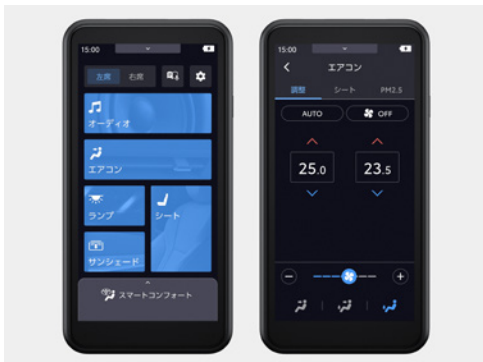 15:00
左席 右席
オーディオ
エアコン
ランプ
シート
サンシェード
スマートコンフォート
15:00
エアコン
調整 シート PM2.5
AUTO OFF
25.0 23.5